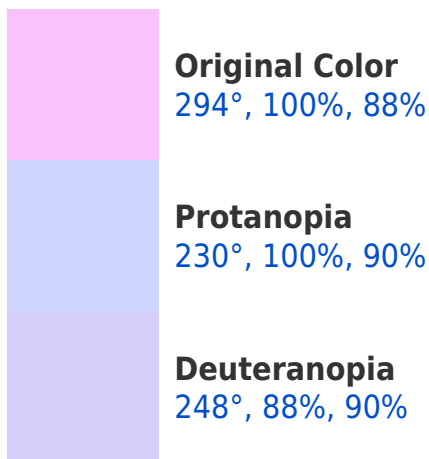 Original Color
294°, 100%, 88%
Protanopia
230°, 100%, 90%
Deuteranopia
248°, 88%, 90%